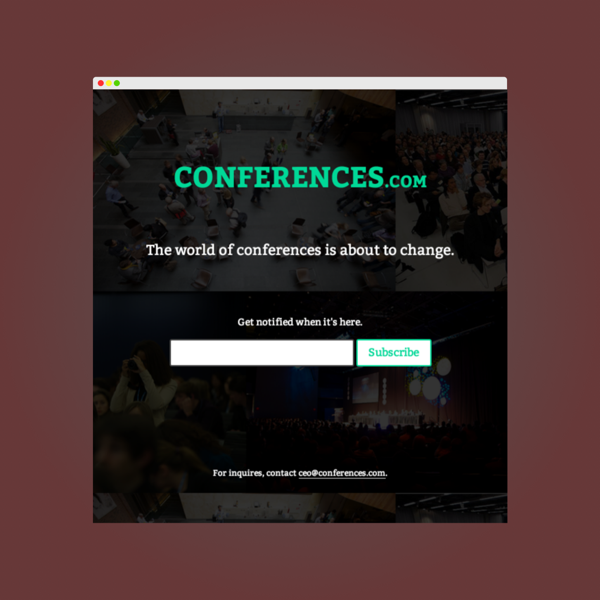 CONFERENCES.COM
The world of conferences is about to change.
Get notified when it's here.
Subscribe
For inquires, contact ceo@conferences.com.